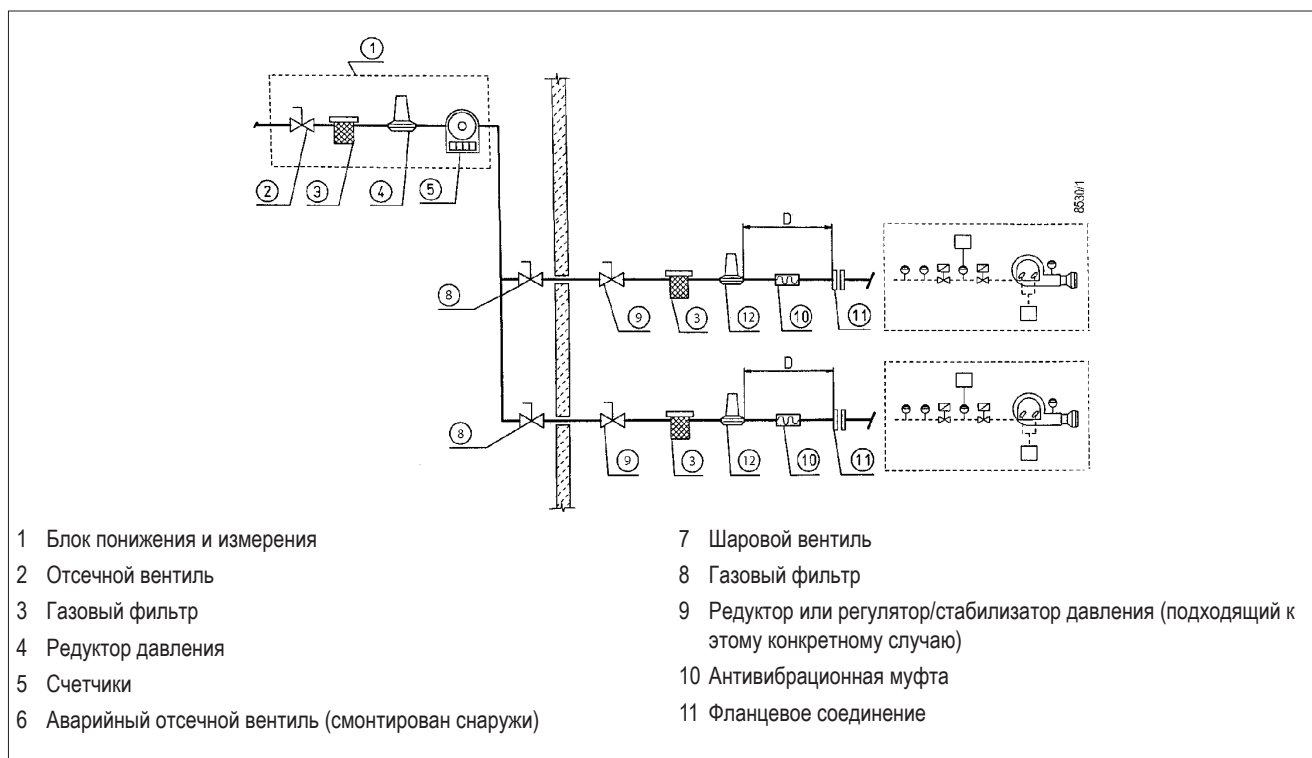 1
2
3
4
5
8530/1
D
8
9
3
12
10
11
D
8
9
3
12
10
11
1 Блок понижения и измерения
2 Отсечной вентиль
3 Газовый фильтр
4 Редуктор давления
5 Счетчики
6 Аварийный отсечной вентиль (смонтирован снаружи)
7 Шаровой вентиль
8 Газовый фильтр
9 Редуктор или регулятор/стабилизатор давления (подходящий к
этому конкретному случаю)
10 Антивибрационная муфта
11 Фланцевое соединение